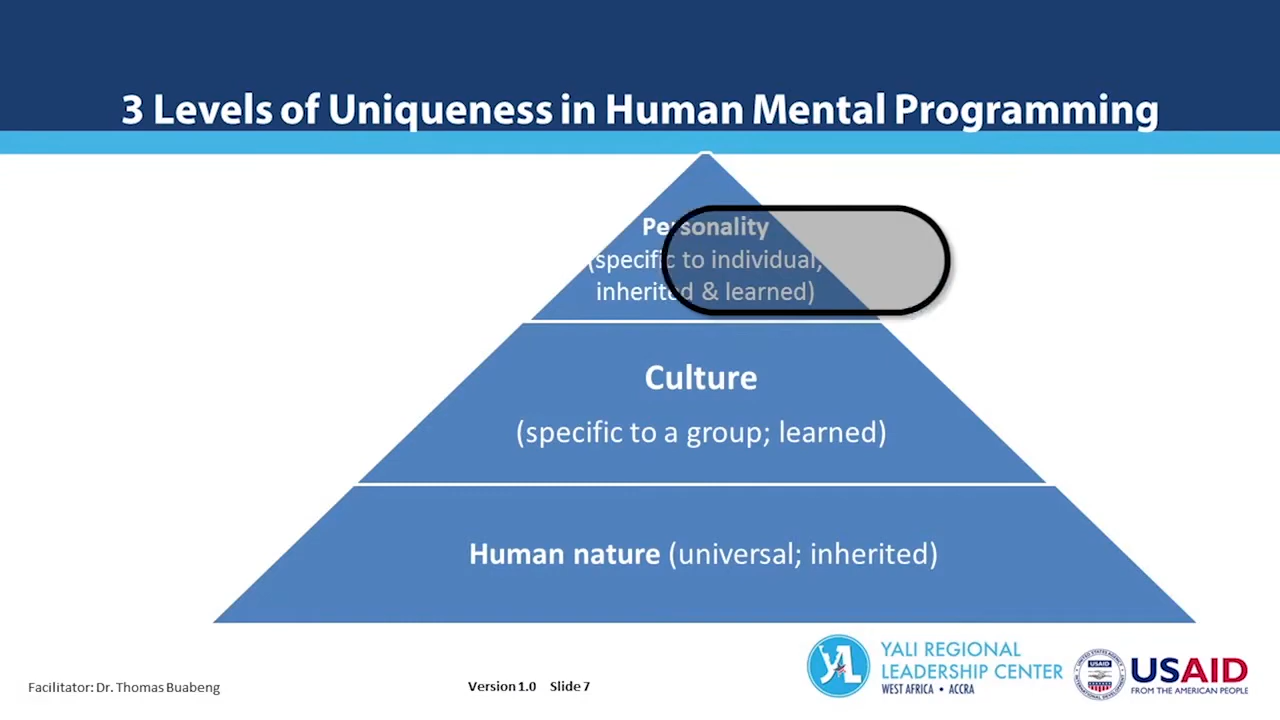 3 Levels of Uniqueness in Human Mental Programming
Personality
(specific to individual;
inherited & learned)
Culture
(specific to a group; learned)
Human nature (universal; inherited)
YALI REGIONAL
LEADERSHIP CENTER
WEST AFRICA • ACCRA
USAID
USAID
FROM THE AMERICAN PEOPLE
Facilitator: Dr. Thomas Buabeng
Version 1.0 Slide 7